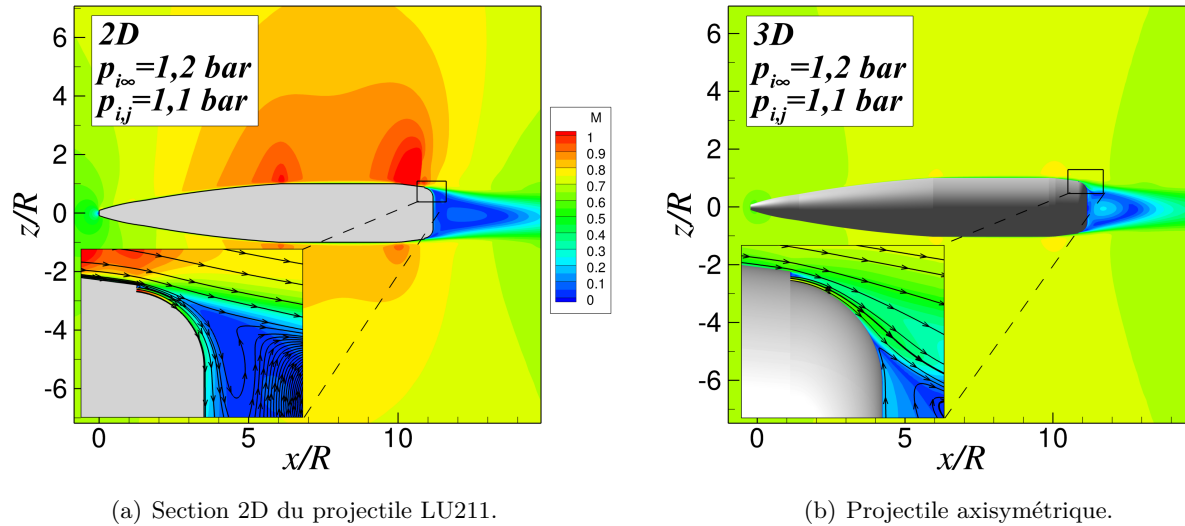 2D
p_{i∞}=1,2 bar
p_{i,j}=1,1 bar
z/R
6
4
2
0
-2
-4
-6
0
5
10
x/R
M
1
0.9
0.8
0.7
0.6
0.5
0.4
0.3
0.2
0.1
0
3D
p_{i∞}=1,2 bar
p_{i,j}=1,1 bar
z/R
6
4
2
0
-2
-4
-6
0
5
10
x/R
(a) Section 2D du projectile LU211.
(b) Projectile axisymétrique.